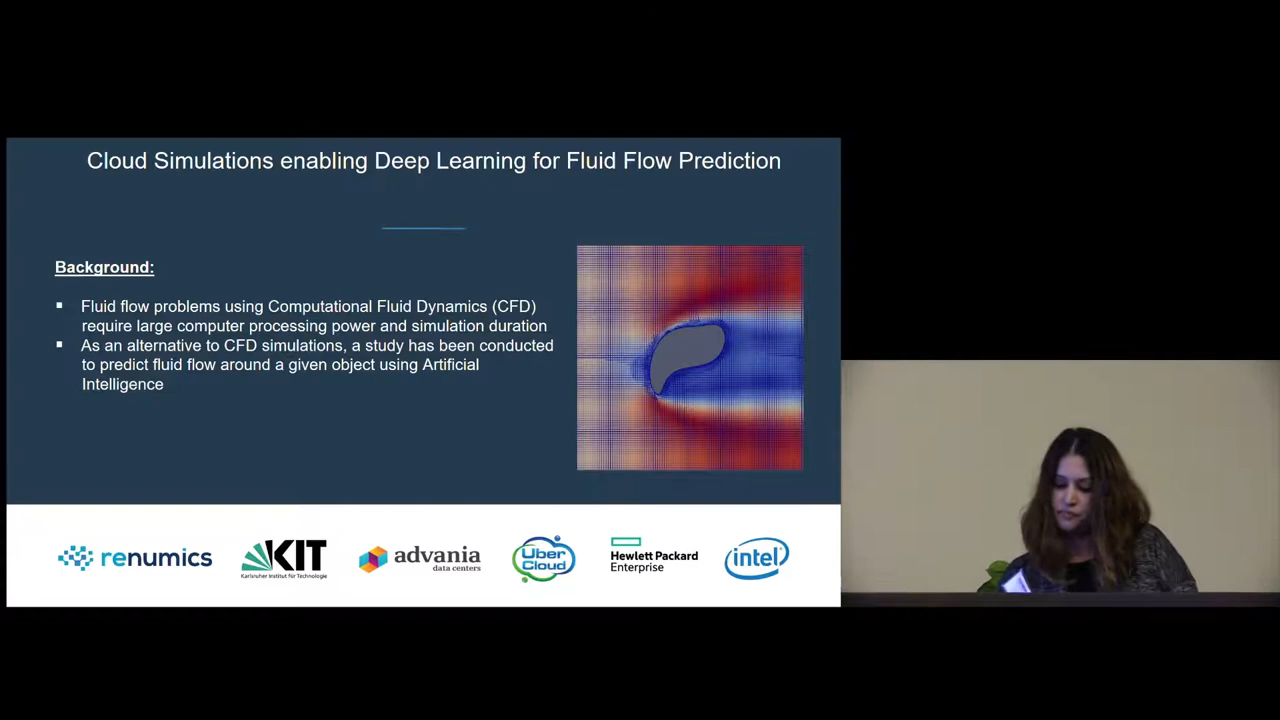 Cloud Simulations enabling Deep Learning for Fluid Flow Prediction
Background:
▪ Fluid flow problems using Computational Fluid Dynamics (CFD)
require large computer processing power and simulation duration
▪ As an alternative to CFD simulations, a study has been conducted
to predict fluid flow around a given object using Artificial
Intelligence
renumics
KIT
Karlsruher Institut für Technologie
advania
data centers
UBER
Cloud
Hewlett Packard
Enterprise
intel